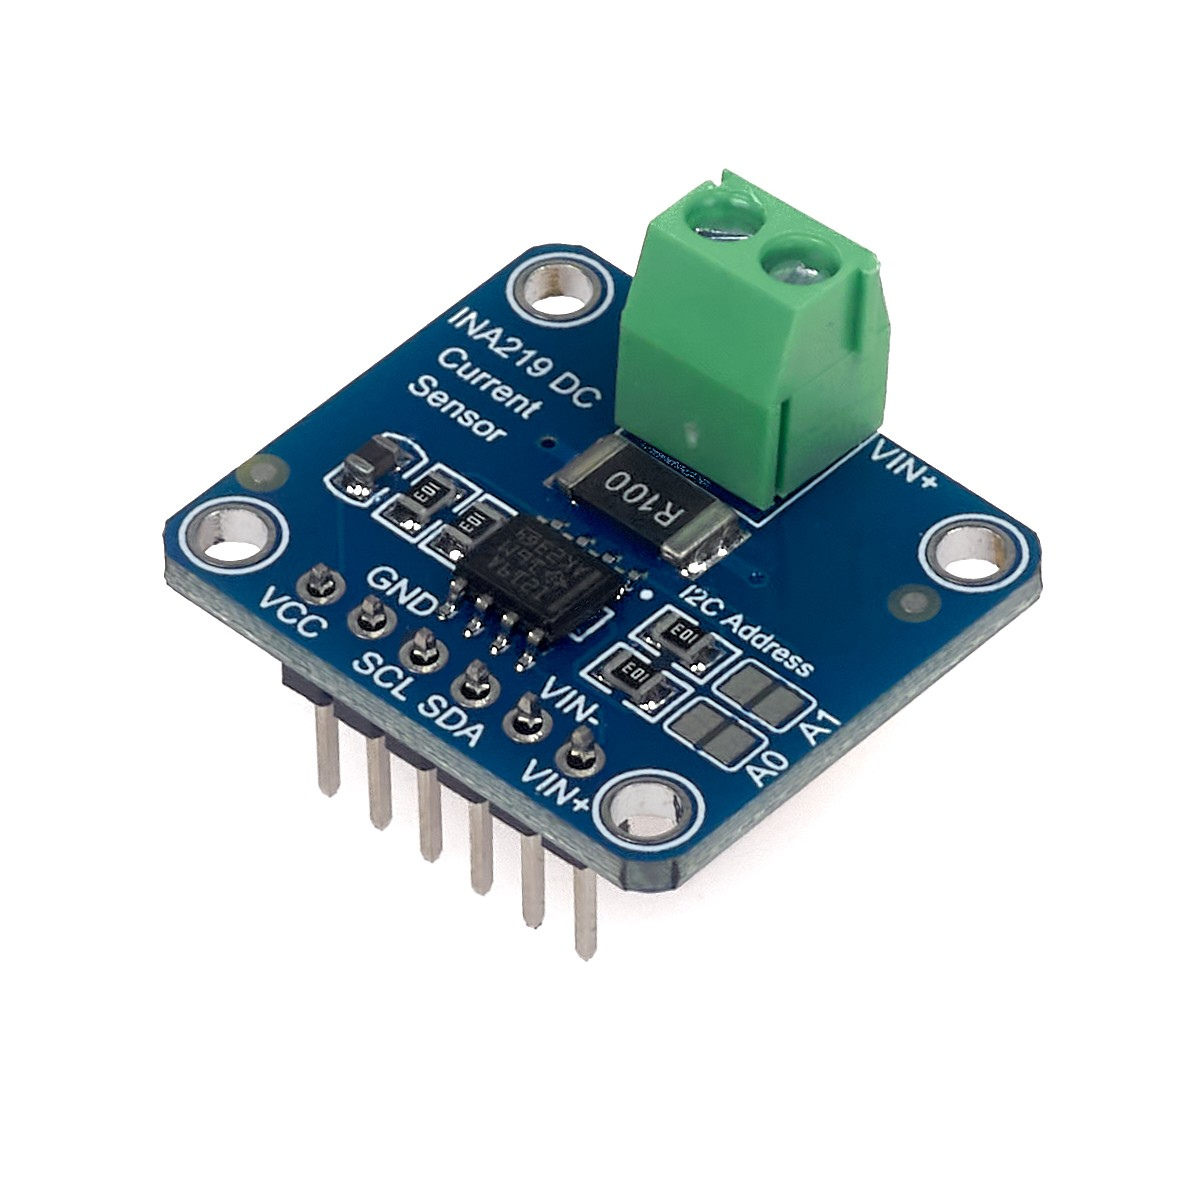 INA219 DC
Current
Sensor
VIN+
R100
E01
E01
GND
VCC
SCL SDA
VIN-
VIN+
I2C Address
E01
E01
A1
A0